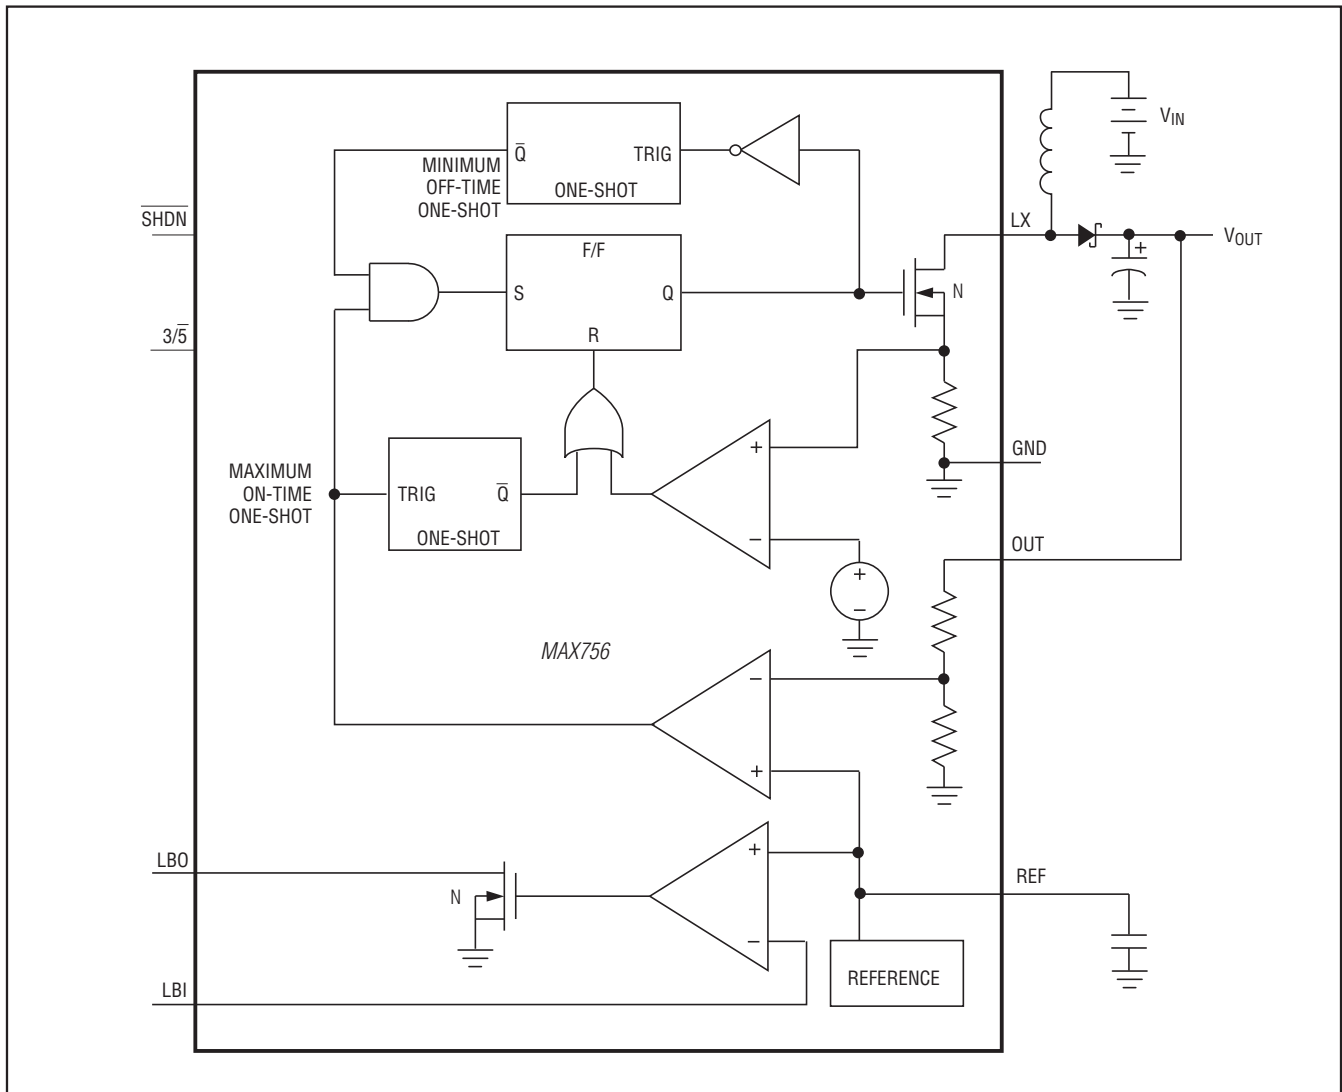 V_IN
Q̅
TRIG
MINIMUM
OFF-TIME
ONE-SHOT
ONE-SHOT
S̅H̅D̅N̅
LX
V_OUT
F/F
S
Q
N
R
3/5̅
+
GND
MAXIMUM
ON-TIME
ONE-SHOT
TRIG
Q̅
ONE-SHOT
+
−
OUT
+
−
MAX756
−
+
LBO
N
+
−
REF
REFERENCE
LBI